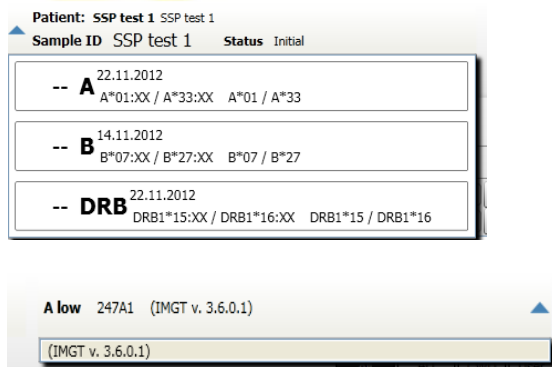 Patient: SSP test 1 SSP test 1
Sample ID SSP test 1 Status Initial
-- A 22.11.2012
A*01:XX / A*33:XX A*01 / A*33
-- B 14.11.2012
B*07:XX / B*27:XX B*07 / B*27
-- DRB 22.11.2012
DRB1*15:XX / DRB1*16:XX DRB1*15 / DRB1*16
A low 247A1 (IMGT v. 3.6.0.1)
(IMGT v. 3.6.0.1)